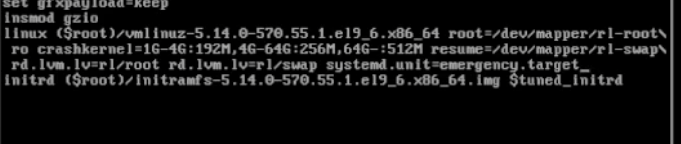 set gfxpayload=keep
insmod gzio
linux ($root)/vmlinuz-5.14.0-570.55.1.el9_6.x86_64 root=/dev/mapper/rl-root\
 ro crashkernel=1G-4G:192M,4G-64G:256M,64G-:512M resume=/dev/mapper/rl-swap\
 rd.lvm.lv=rl/root rd.lvm.lv=rl/swap systemd.unit=emergency.target_
initrd ($root)/initramfs-5.14.0-570.55.1.el9_6.x86_64.img $tuned_initrd